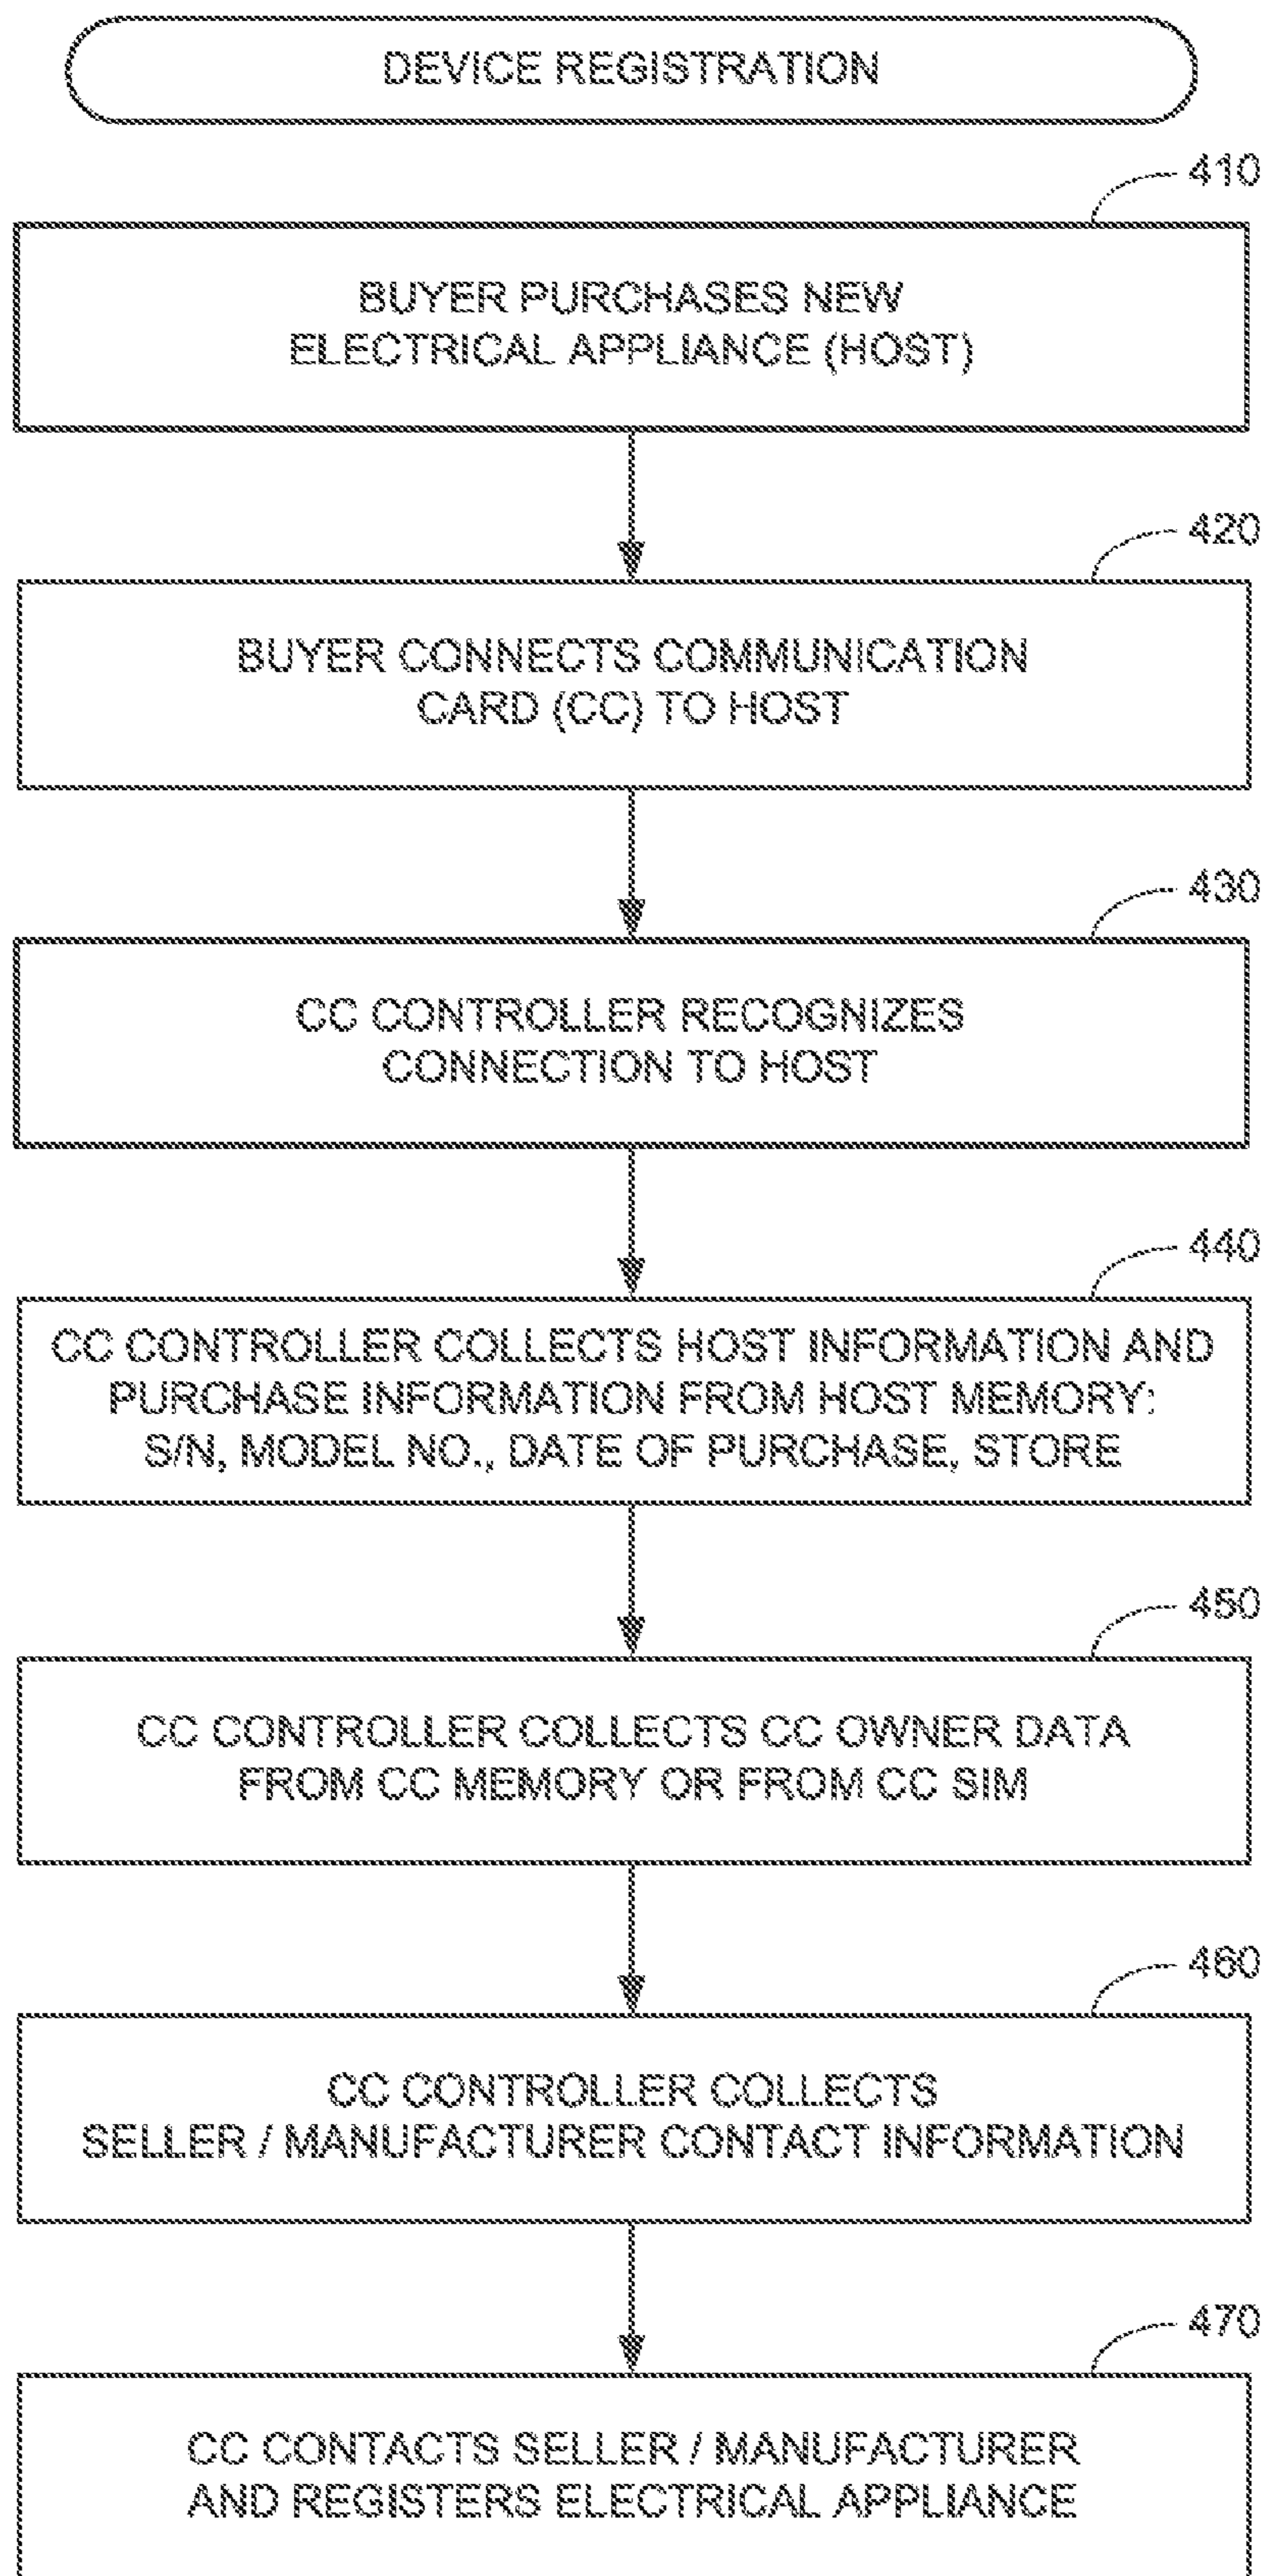 DEVICE REGISTRATION
410
BUYER PURCHASES NEW
ELECTRICAL APPLIANCE (HOST)
420
BUYER CONNECTS COMMUNICATION
CARD (CC) TO HOST
430
CC CONTROLLER RECOGNIZES
CONNECTION TO HOST
440
CC CONTROLLER COLLECTS HOST INFORMATION AND
PURCHASE INFORMATION FROM HOST MEMORY:
S/N, MODEL NO., DATE OF PURCHASE, STORE
450
CC CONTROLLER COLLECTS CC OWNER DATA
FROM CC MEMORY OR FROM CC SIM
460
CC CONTROLLER COLLECTS
SELLER / MANUFACTURER CONTACT INFORMATION
470
CC CONTACTS SELLER / MANUFACTURER
AND REGISTERS ELECTRICAL APPLIANCE